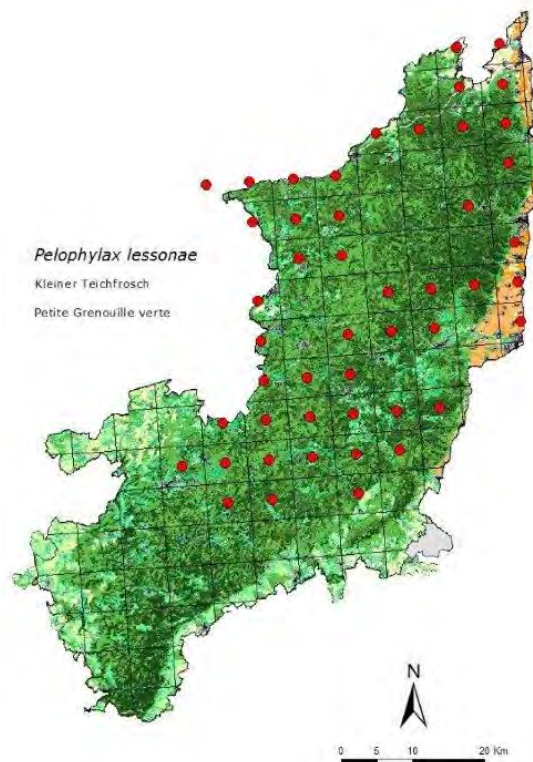 Pelophylax lessonae
Kleiner Teichfrosch
Petite Grenouille verte
N
0 5 10 20 Km